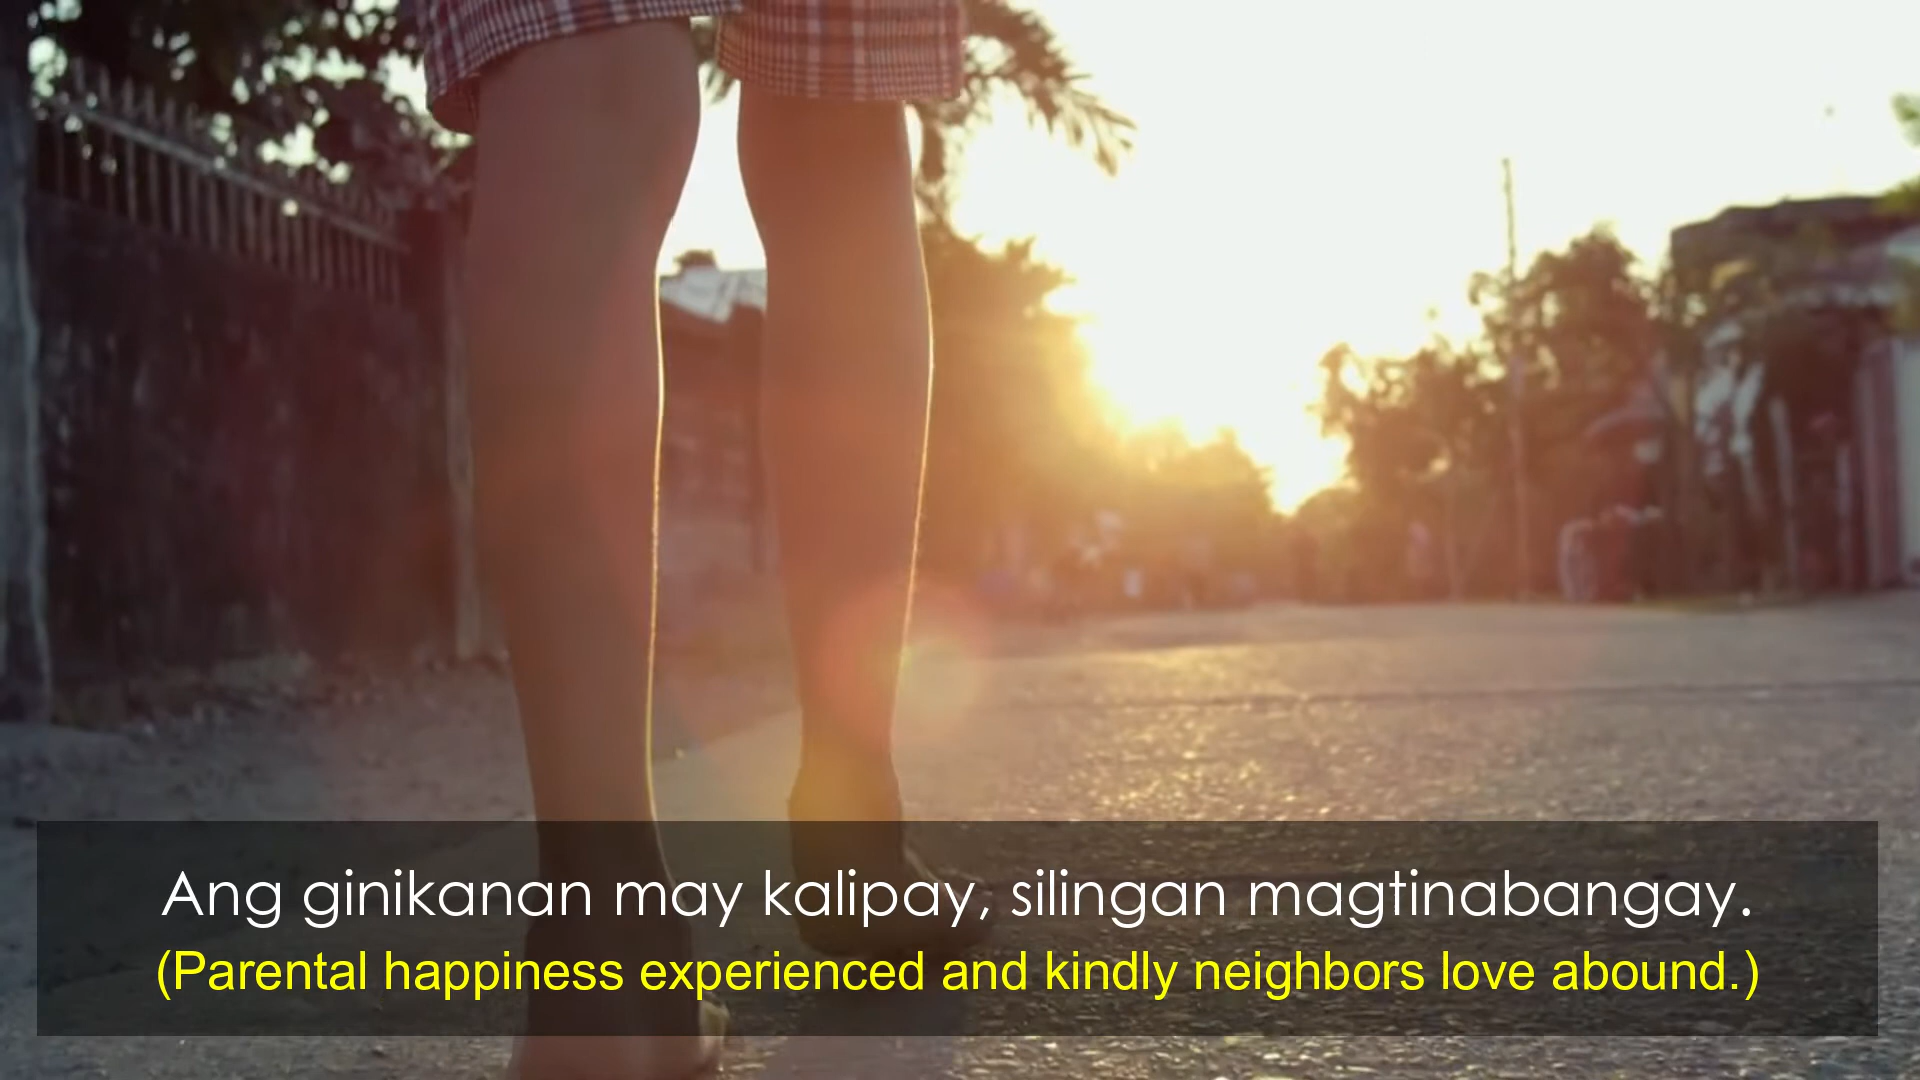 Ang ginikanan may kalipay, silingan magtinabangay.
(Parental happiness experienced and kindly neighbors love abound.)